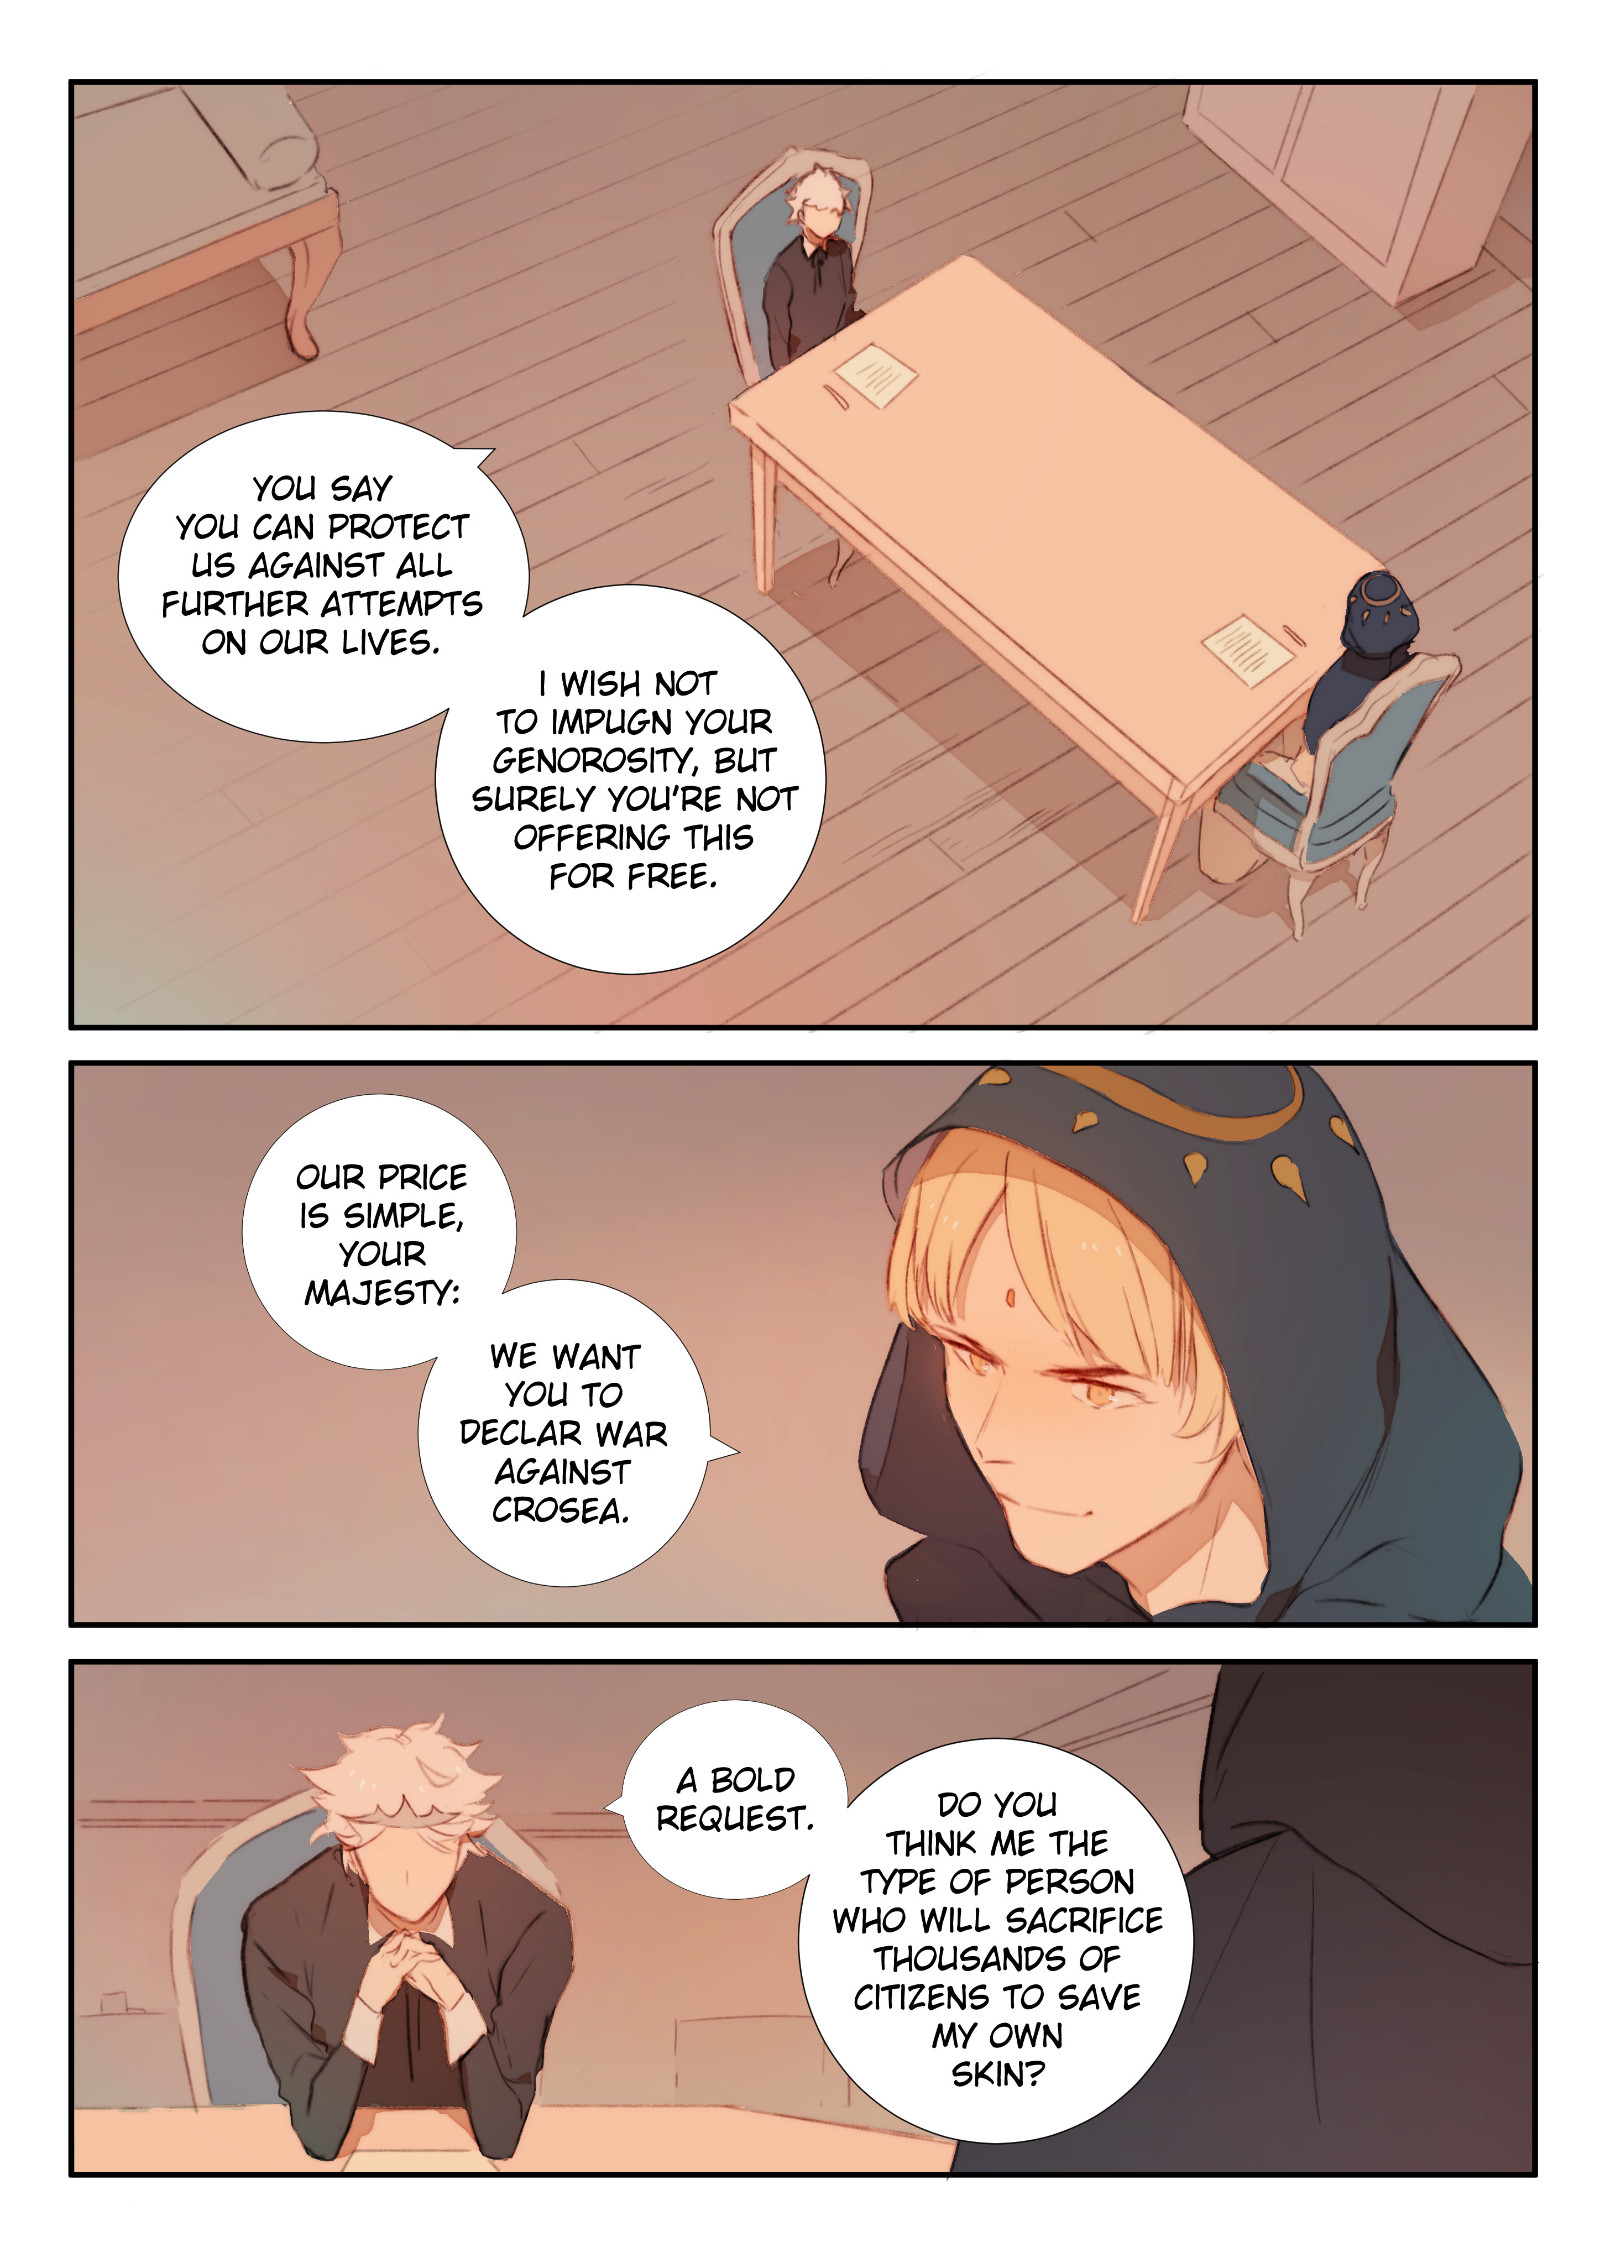 YOU SAY
YOU CAN PROTECT
US AGAINST ALL
FURTHER ATTEMPTS
ON OUR LIVES.
I WISH NOT
TO IMPUGN YOUR
GENOROSITY, BUT
SURELY YOU'RE NOT
OFFERING THIS
FOR FREE.
OUR PRICE
IS SIMPLE,
YOUR
MAJESTY:
WE WANT
YOU TO
DECLAR WAR
AGAINST
CROSEA.
A BOLD
REQUEST.
DO YOU
THINK ME THE
TYPE OF PERSON
WHO WILL SACRIFICE
THOUSANDS OF
CITIZENS TO SAVE
MY OWN
SKIN?